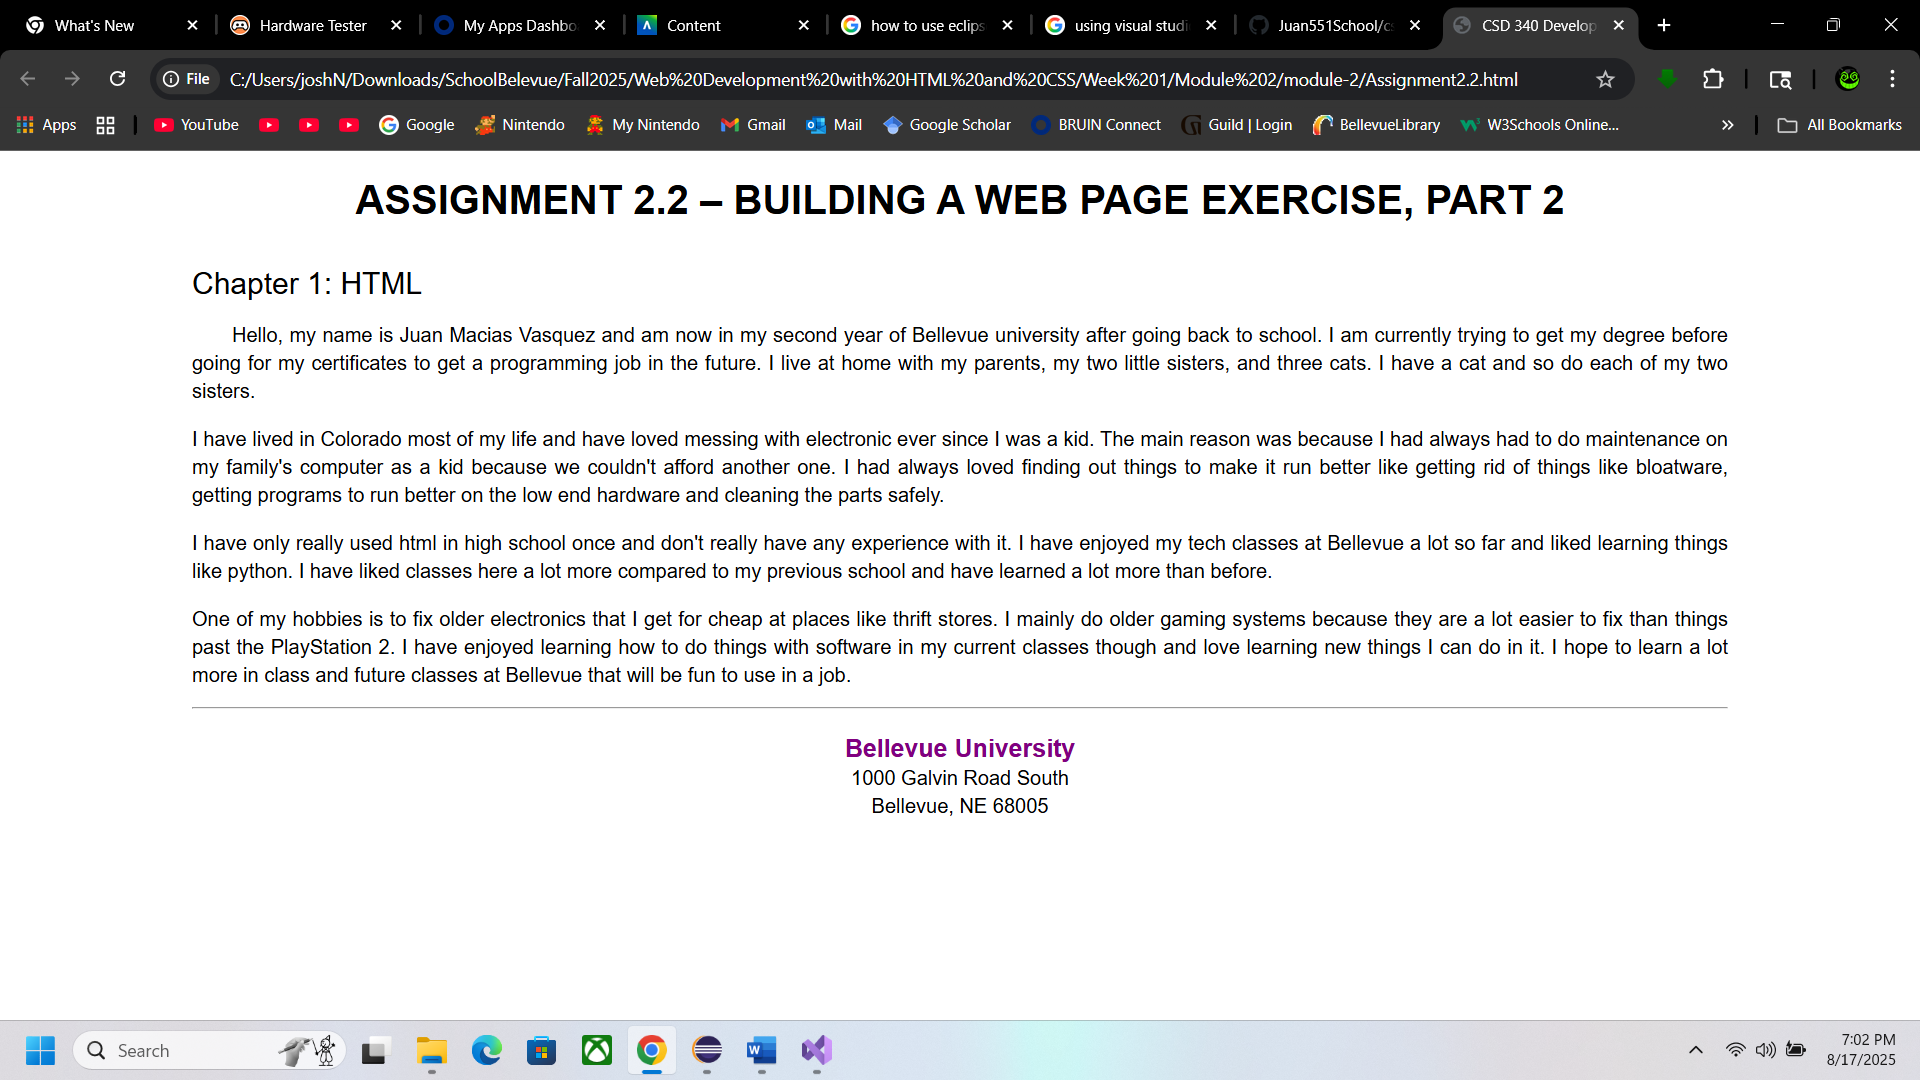 What's New
Hardware Tester
My Apps Dashbo
Content
how to use eclips
using visual studi
Juan551School/cs
CSD 340 Develop
File
C:/Users/joshN/Downloads/SchoolBelevue/Fall2025/Web%20Development%20with%20HTML%20and%20CSS/Week%201/Module%202/module-2/Assignment2.2.html
Apps
YouTube
Google
Nintendo
My Nintendo
Gmail
Mail
Google Scholar
BRUIN Connect
Guild | Login
BellevueLibrary
W3Schools Online...
All Bookmarks
ASSIGNMENT 2.2 – BUILDING A WEB PAGE EXERCISE, PART 2
Chapter 1: HTML
Hello, my name is Juan Macias Vasquez and am now in my second year of Bellevue university after going back to school. I am currently trying to get my degree before
going for my certificates to get a programming job in the future. I live at home with my parents, my two little sisters, and three cats. I have a cat and so do each of my two
sisters.
I have lived in Colorado most of my life and have loved messing with electronic ever since I was a kid. The main reason was because I had always had to do maintenance on
my family's computer as a kid because we couldn't afford another one. I had always loved finding out things to make it run better like getting rid of things like bloatware,
getting programs to run better on the low end hardware and cleaning the parts safely.
I have only really used html in high school once and don't really have any experience with it. I have enjoyed my tech classes at Bellevue a lot so far and liked learning things
like python. I have liked classes here a lot more compared to my previous school and have learned a lot more than before.
One of my hobbies is to fix older electronics that I get for cheap at places like thrift stores. I mainly do older gaming systems because they are a lot easier to fix than things
past the PlayStation 2. I have enjoyed learning how to do things with software in my current classes though and love learning new things I can do in it. I hope to learn a lot
more in class and future classes at Bellevue that will be fun to use in a job.
Bellevue University
1000 Galvin Road South
Bellevue, NE 68005
Search
7:02 PM
8/17/2025